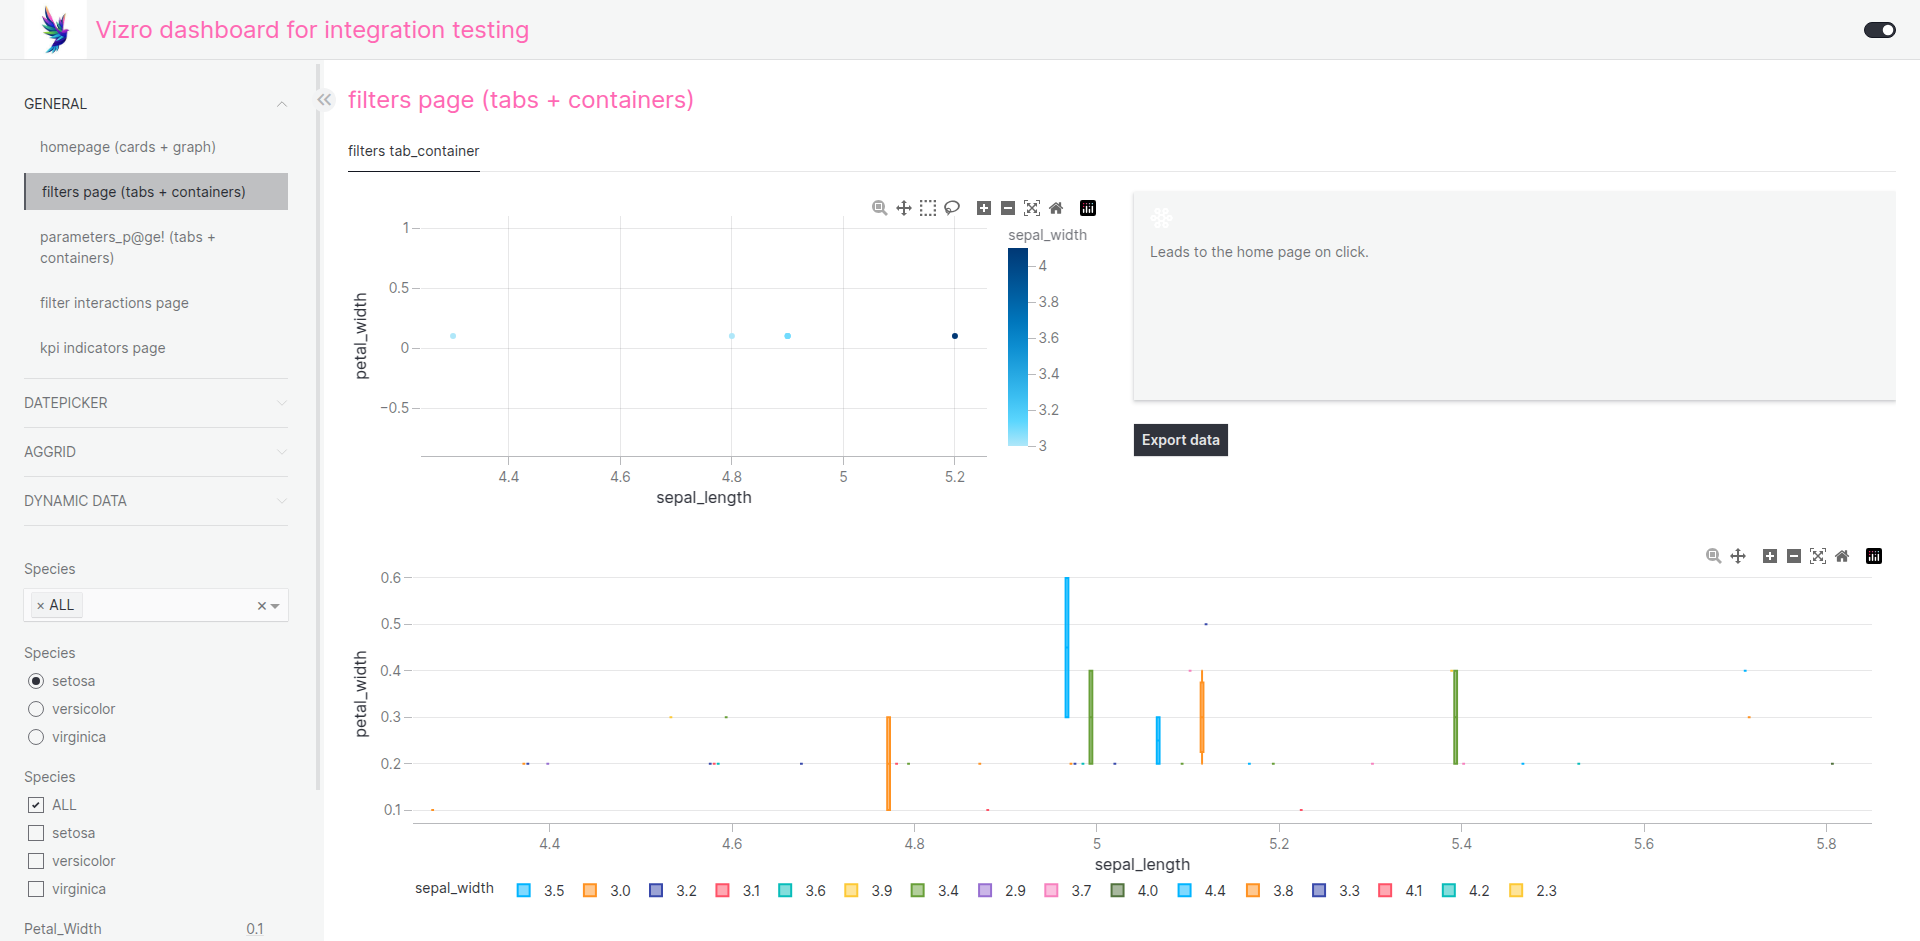 Vizro dashboard for integration testing
GENERAL
homepage (cards + graph)
filters page (tabs + containers)
parameters_p@ge! (tabs +
containers)
filter interactions page
kpi indicators page
DATEPICKER
AGGRID
DYNAMIC DATA
Species
× ALL
Species
setosa
versicolor
virginica
Species
ALL
setosa
versicolor
virginica
Petal_Width 0.1
filters page (tabs + containers)
filters tab_container
sepal_width
1
0.5
0
−0.5
petal_width
4.4 4.6 4.8 5 5.2
sepal_length
4
3.8
3.6
3.4
3.2
3
Leads to the home page on click.
Export data
0.6
0.5
0.4
0.3
0.2
0.1
petal_width
4.4 4.6 4.8 5 5.2 5.4 5.6 5.8
sepal_length
sepal_width 3.5 3.0 3.2 3.1 3.6 3.9 3.4 2.9 3.7 4.0 4.4 3.8 3.3 4.1 4.2 2.3